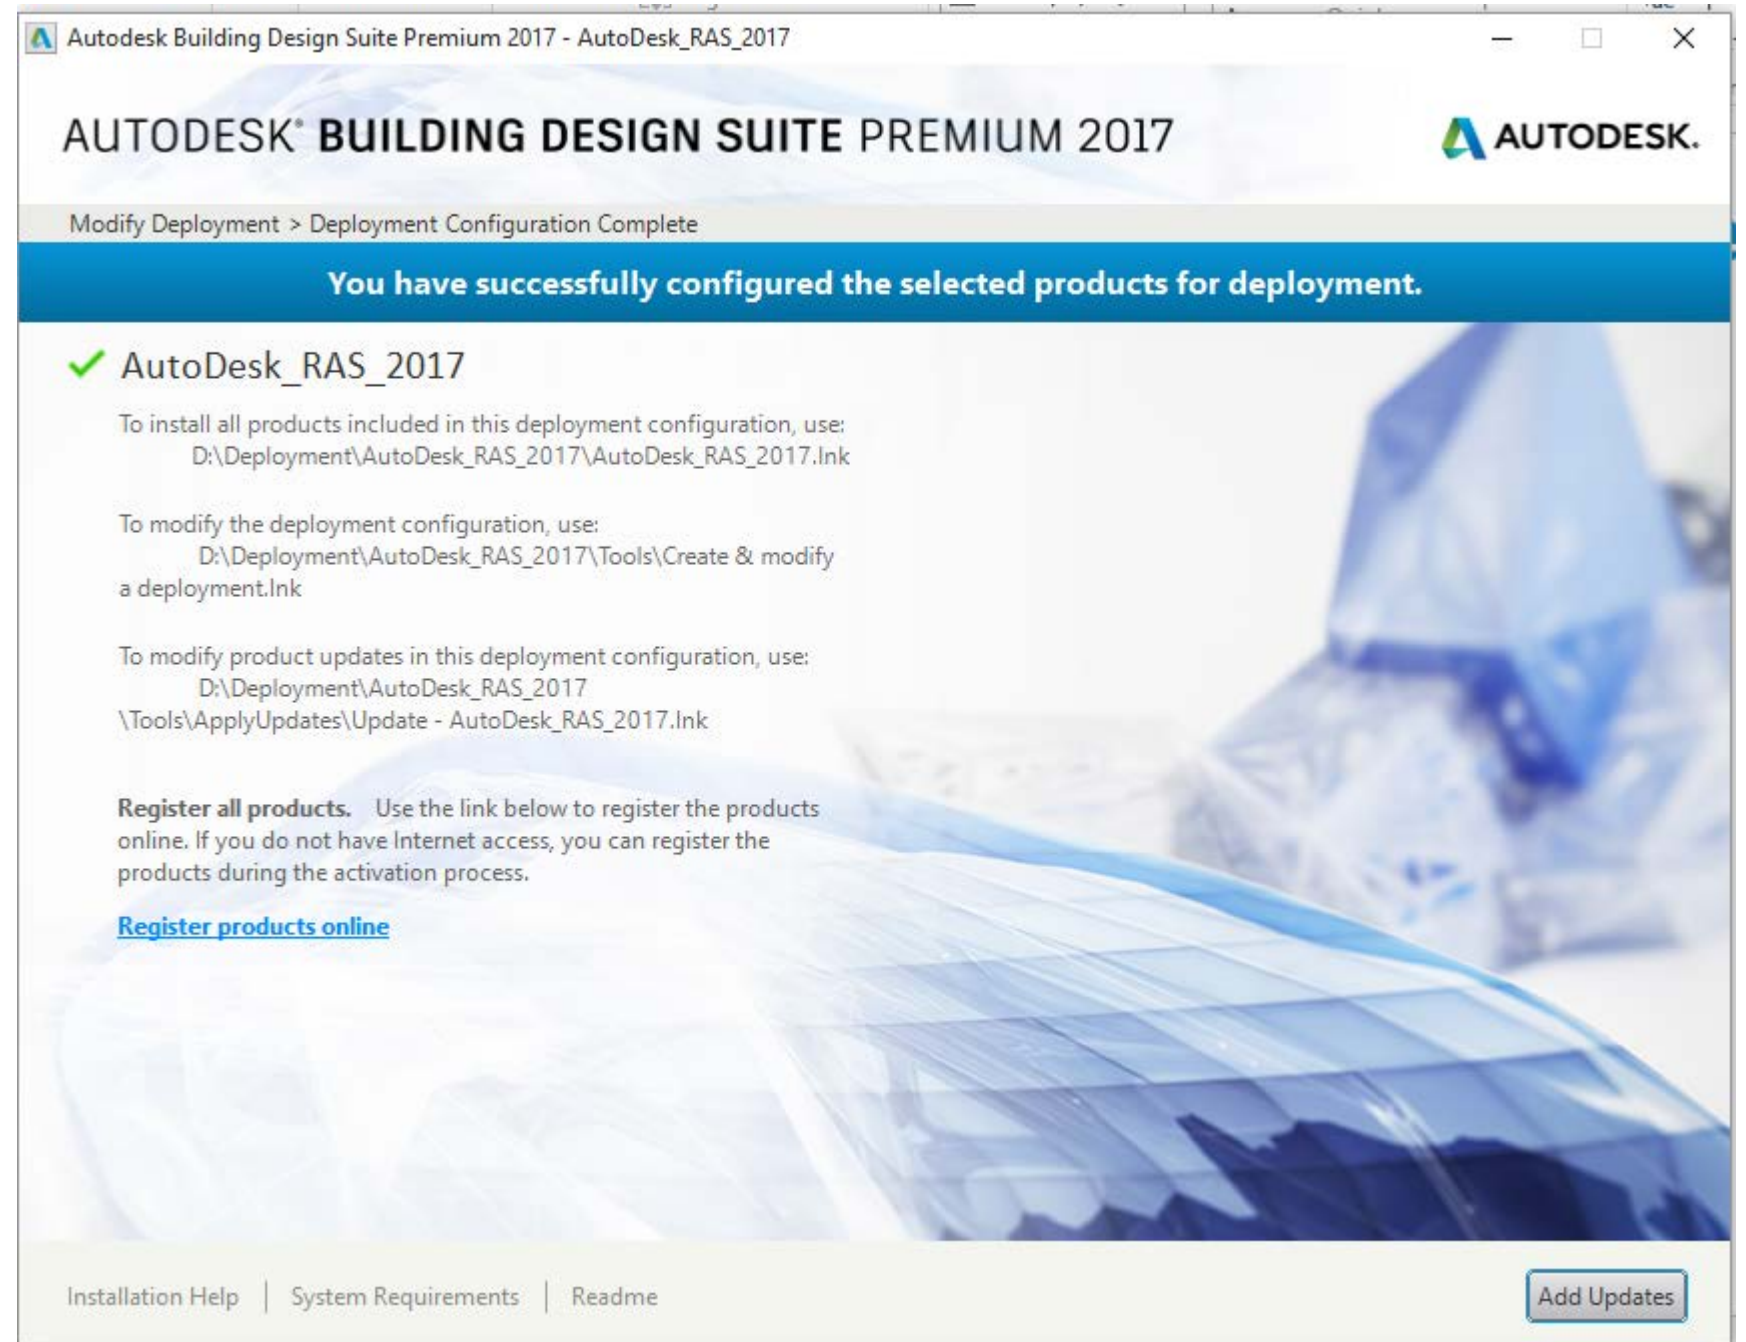 Autodesk Building Design Suite Premium 2017 - AutoDesk_RAS_2017
AUTODESK® BUILDING DESIGN SUITE PREMIUM 2017
AUTODESK.
Modify Deployment > Deployment Configuration Complete
You have successfully configured the selected products for deployment.
AutoDesk_RAS_2017
To install all products included in this deployment configuration, use:
D:\Deployment\AutoDesk_RAS_2017\AutoDesk_RAS_2017.lnk
To modify the deployment configuration, use:
D:\Deployment\AutoDesk_RAS_2017\Tools\Create & modify
a deployment.lnk
To modify product updates in this deployment configuration, use:
D:\Deployment\AutoDesk_RAS_2017
\Tools\ApplyUpdates\Update - AutoDesk_RAS_2017.lnk
Register all products. Use the link below to register the products
online. If you do not have Internet access, you can register the
products during the activation process.
Register products online
Installation Help | System Requirements | Readme
Add Updates